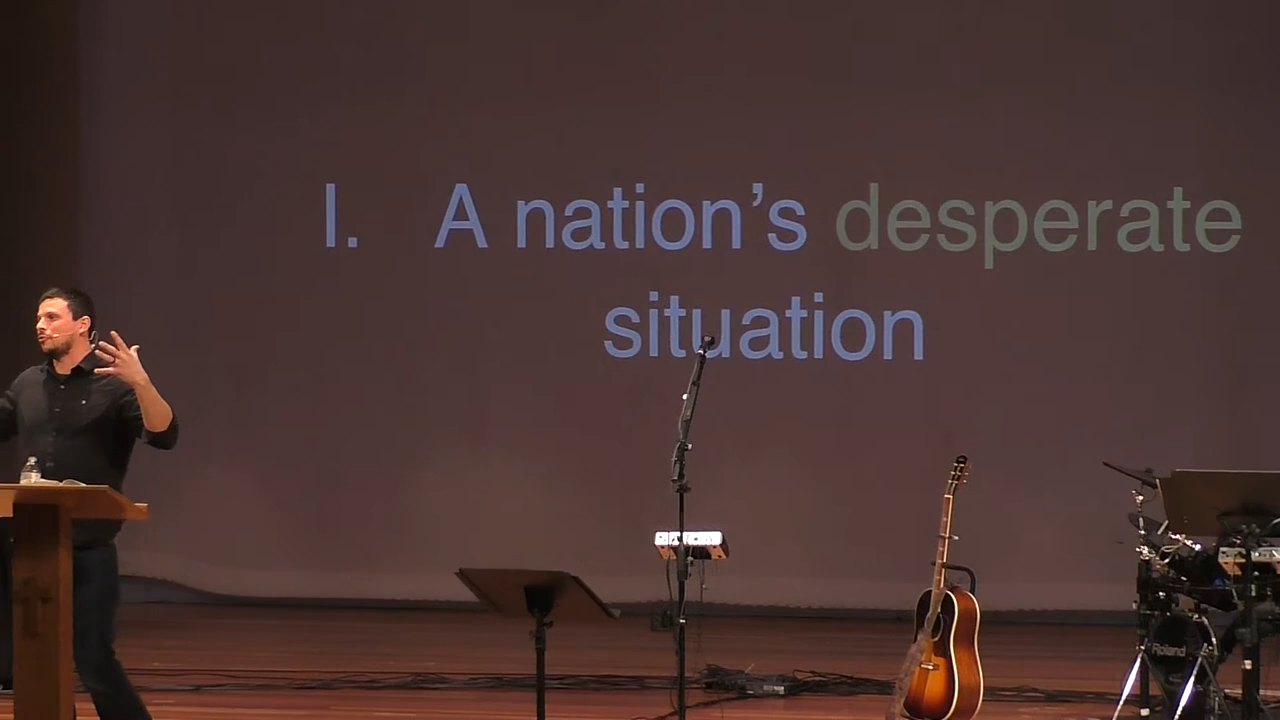 I. A nation’s desperate
situation
Roland